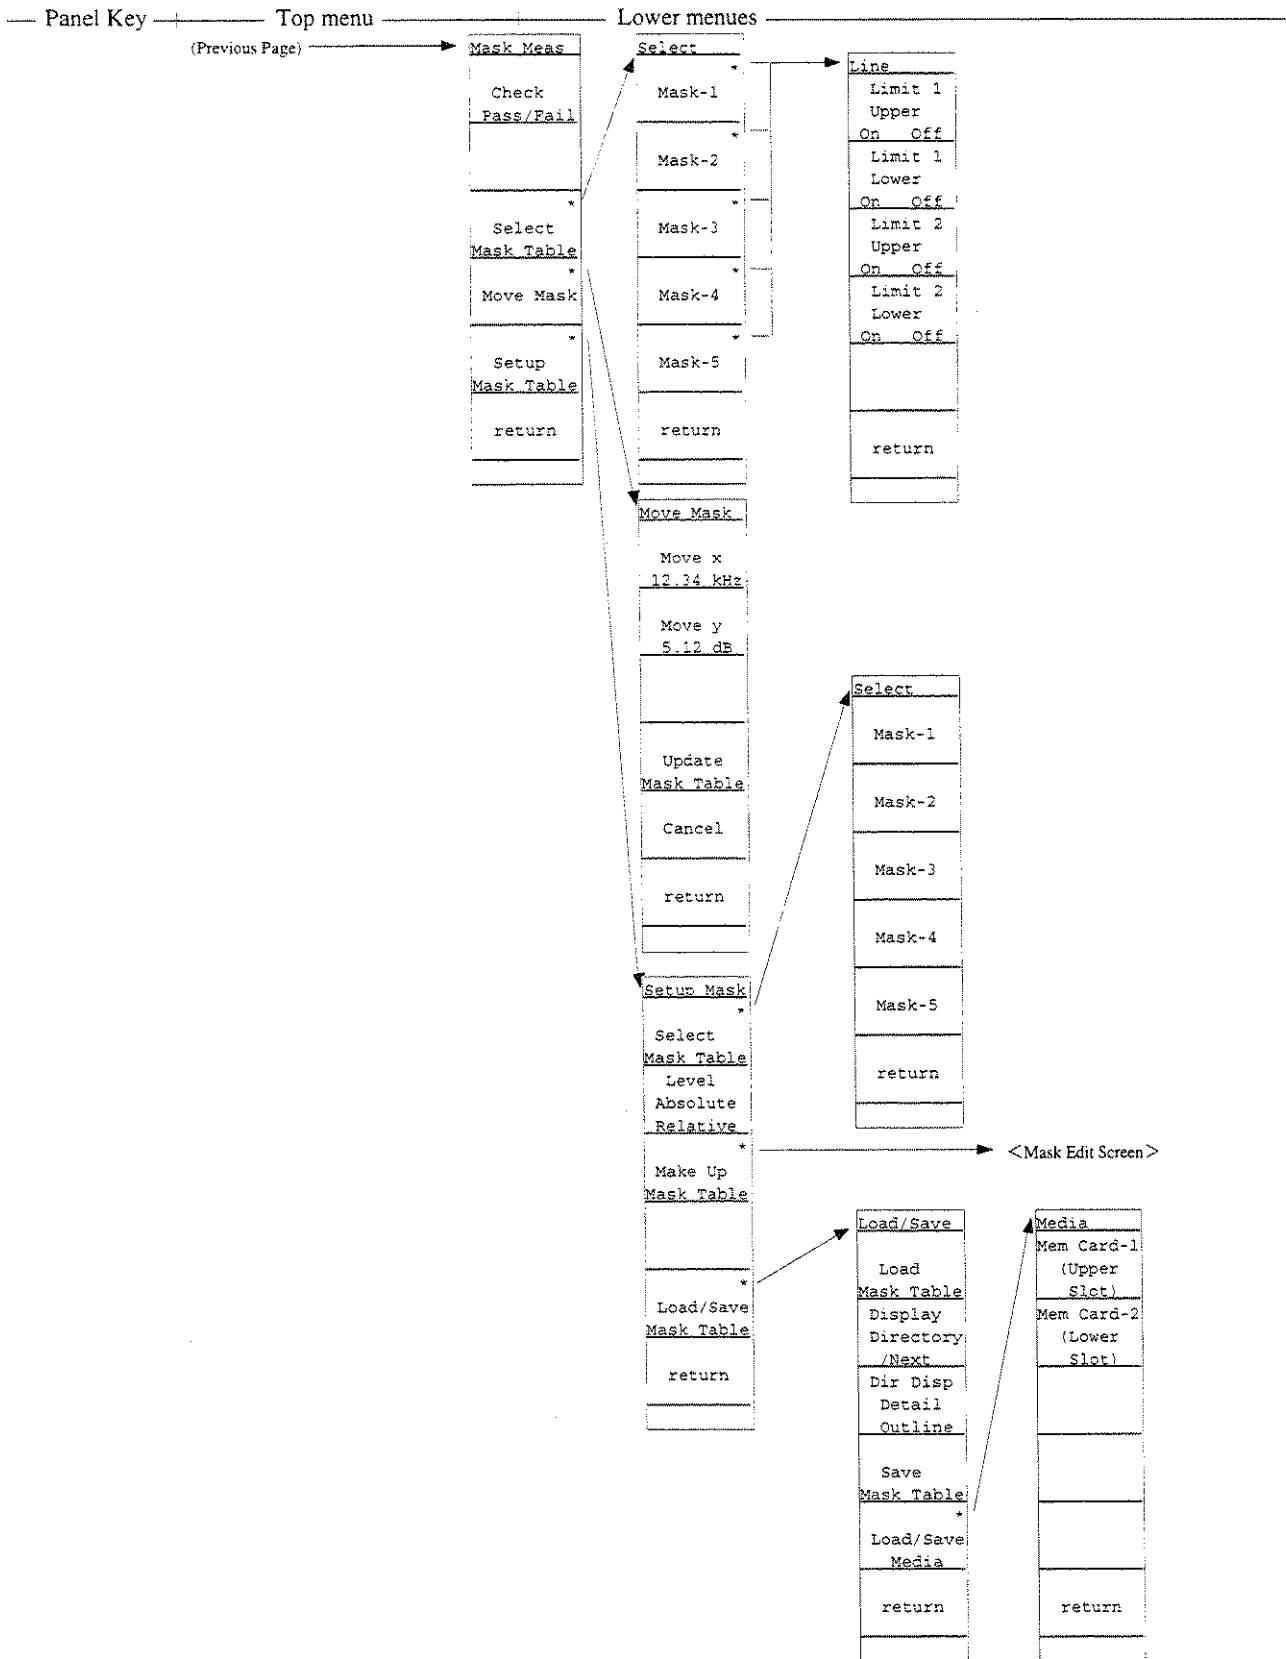 Panel Key
Top menu
Lower menues
(Previous Page)
Mask Meas
Check
Pass/Fail
*
Select
Mask Table
*
Move Mask
*
Setup
Mask Table
return
Select
*
Mask-1
*
Mask-2
*
Mask-3
*
Mask-4
*
Mask-5
return
Line
Limit 1
Upper
On Off
Limit 1
Lower
On Off
Limit 2
Upper
On Off
Limit 2
Lower
On Off
return
Move Mask
Move x
12.34 kHz
Move y
5.12 dB
Update
Mask Table
Cancel
return
Select
Mask-1
Mask-2
Mask-3
Mask-4
Mask-5
return
Setup Mask
*
Select
Mask Table
Level
Absolute
Relative
*
Make Up
Mask Table
*
Load/Save
Mask Table
return
<Mask Edit Screen>
Load/Save
Load
Mask Table
Display
Directory
/Next
Dir Disp
Detail
Outline
Save
Mask Table
*
Load/Save
Media
return
Media
Mem Card-1
(Upper
Slot)
Mem Card-2
(Lower
Slot)
return